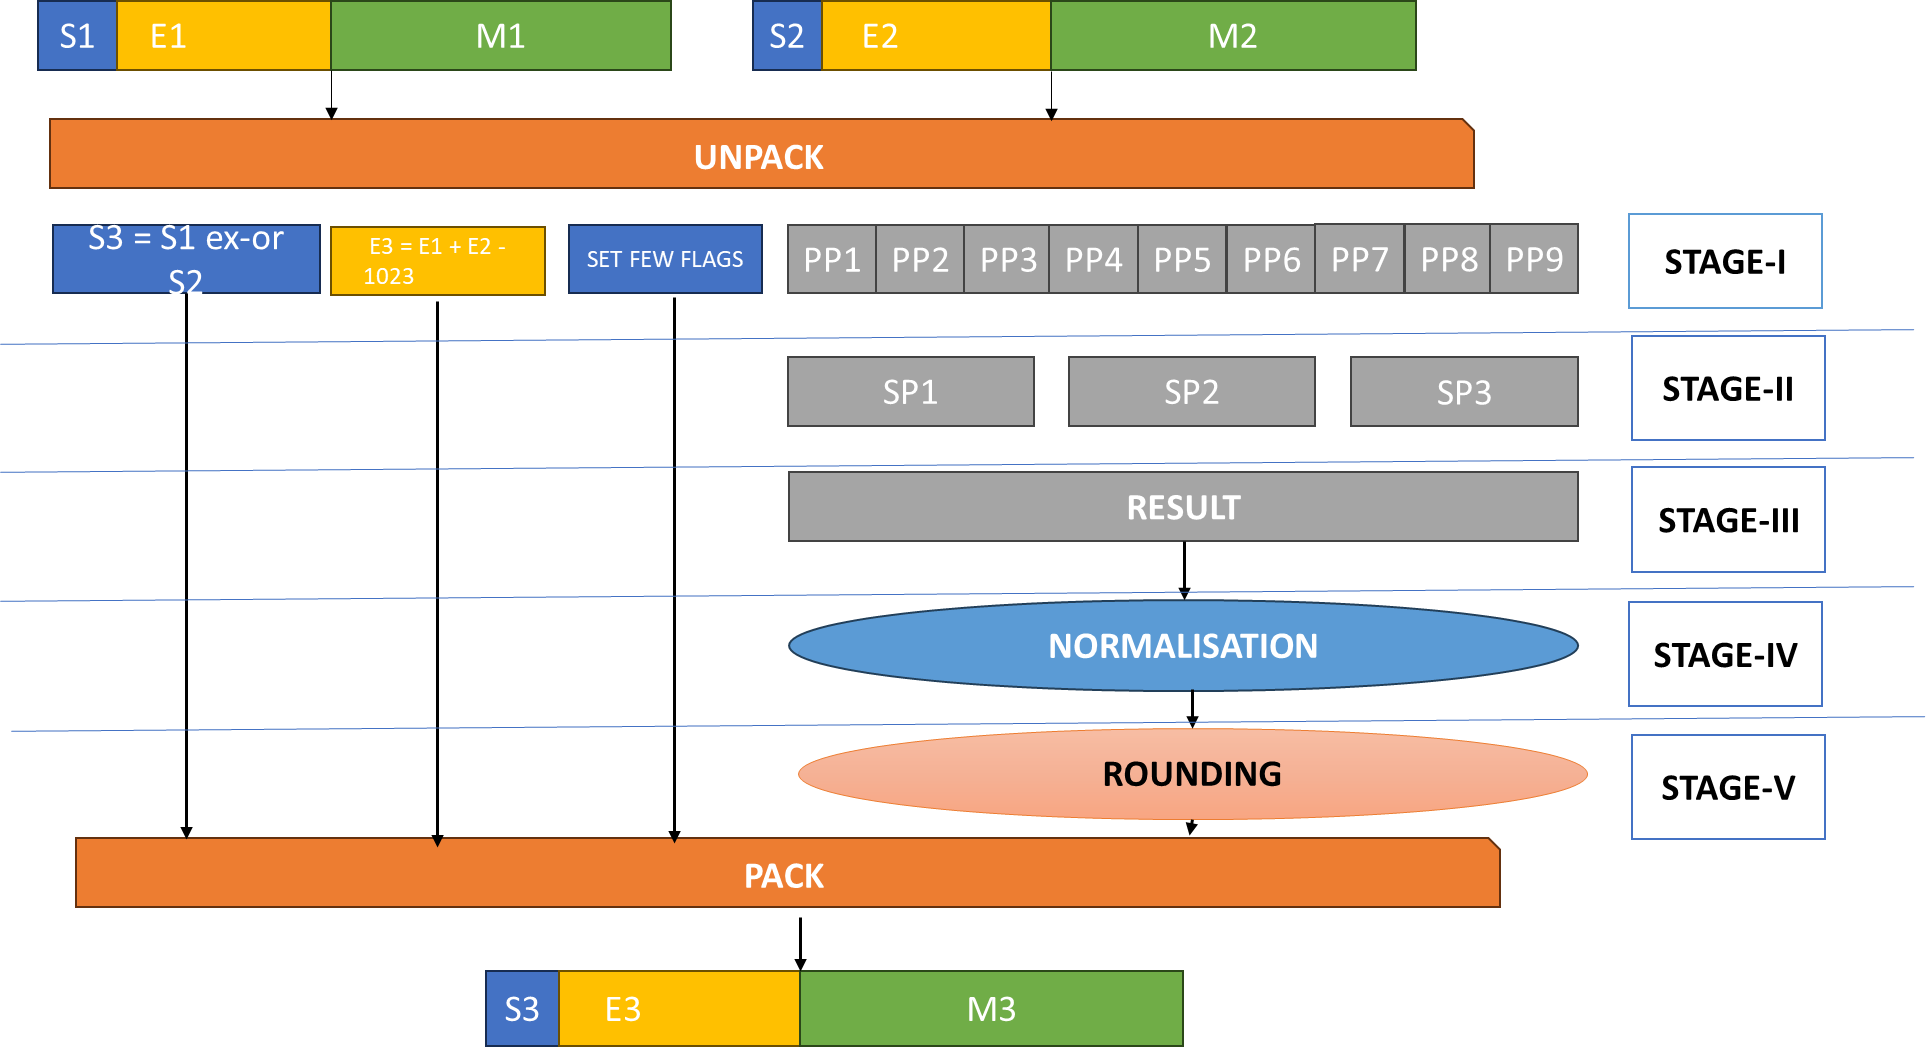 S1 E1 M1 S2 E2 M2
UNPACK
S3 = S1 ex-or
S2
E3 = E1 + E2 -
1023
SET FEW FLAGS
PP1 PP2 PP3 PP4 PP5 PP6 PP7 PP8 PP9
STAGE-I
SP1 SP2 SP3
STAGE-II
RESULT
STAGE-III
NORMALISATION
STAGE-IV
ROUNDING
STAGE-V
PACK
S3 E3 M3